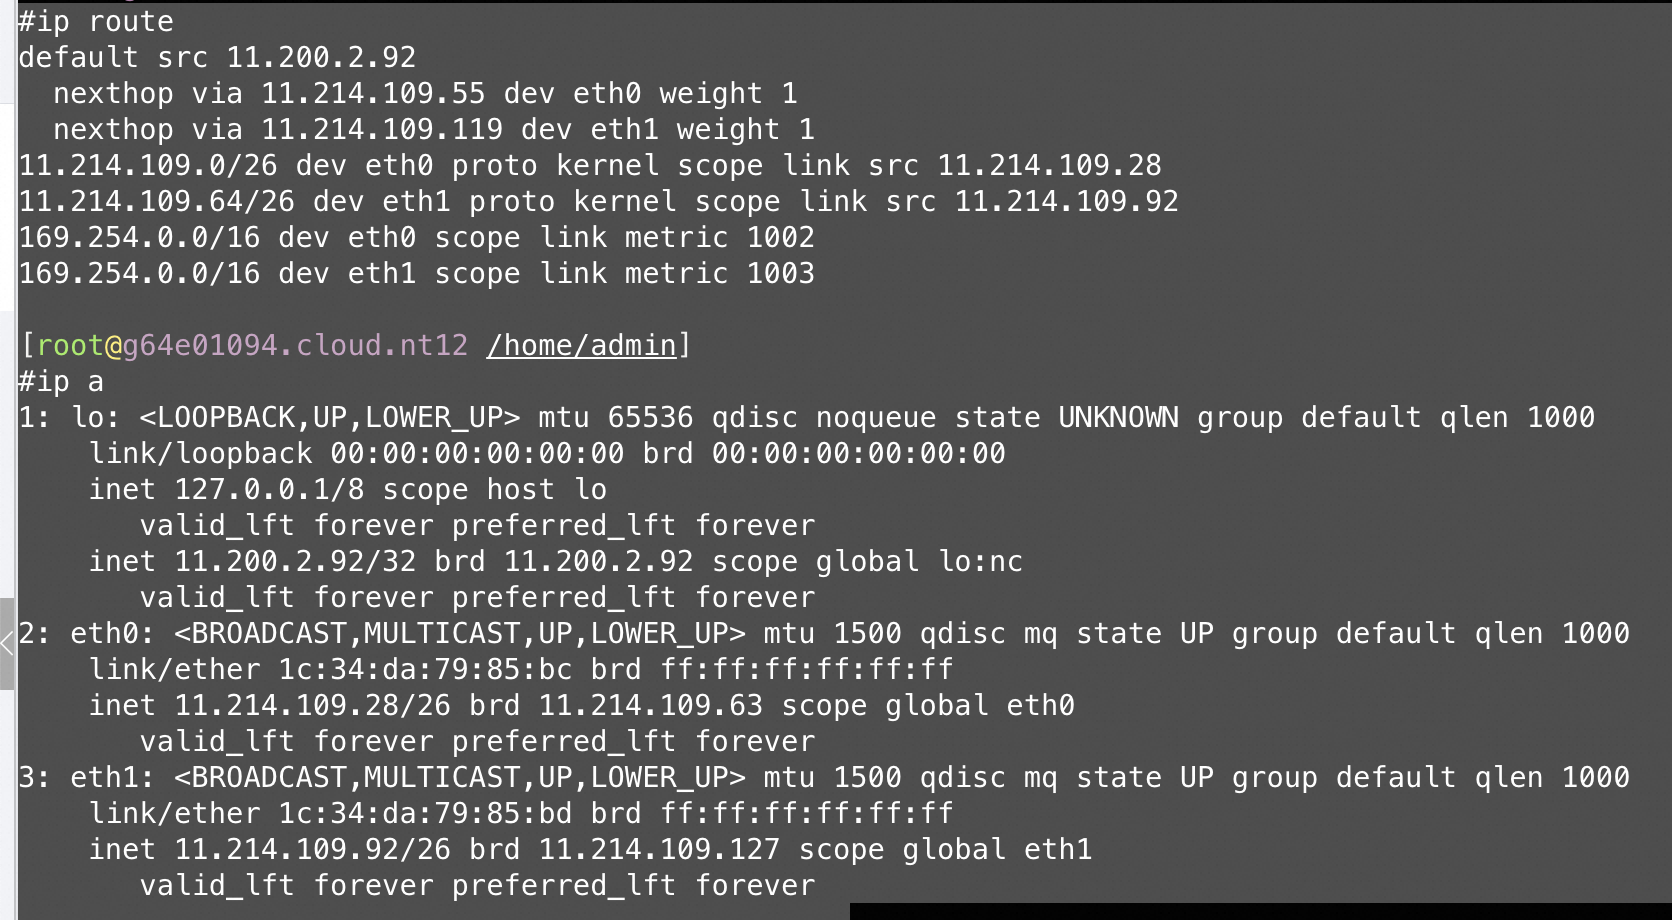 #ip route
default src 11.200.2.92
  nexthop via 11.214.109.55 dev eth0 weight 1
  nexthop via 11.214.109.119 dev eth1 weight 1
11.214.109.0/26 dev eth0 proto kernel scope link src 11.214.109.28
11.214.109.64/26 dev eth1 proto kernel scope link src 11.214.109.92
169.254.0.0/16 dev eth0 scope link metric 1002
169.254.0.0/16 dev eth1 scope link metric 1003
[root@g64e01094.cloud.nt12 /home/admin]
#ip a
1: lo: <LOOPBACK,UP,LOWER_UP> mtu 65536 qdisc noqueue state UNKNOWN group default qlen 1000
    link/loopback 00:00:00:00:00:00 brd 00:00:00:00:00:00
    inet 127.0.0.1/8 scope host lo
       valid_lft forever preferred_lft forever
    inet 11.200.2.92/32 brd 11.200.2.92 scope global lo:nc
       valid_lft forever preferred_lft forever
2: eth0: <BROADCAST,MULTICAST,UP,LOWER_UP> mtu 1500 qdisc mq state UP group default qlen 1000
    link/ether 1c:34:da:79:85:bc brd ff:ff:ff:ff:ff:ff
    inet 11.214.109.28/26 brd 11.214.109.63 scope global eth0
       valid_lft forever preferred_lft forever
3: eth1: <BROADCAST,MULTICAST,UP,LOWER_UP> mtu 1500 qdisc mq state UP group default qlen 1000
    link/ether 1c:34:da:79:85:bd brd ff:ff:ff:ff:ff:ff
    inet 11.214.109.92/26 brd 11.214.109.127 scope global eth1
       valid_lft forever preferred_lft forever